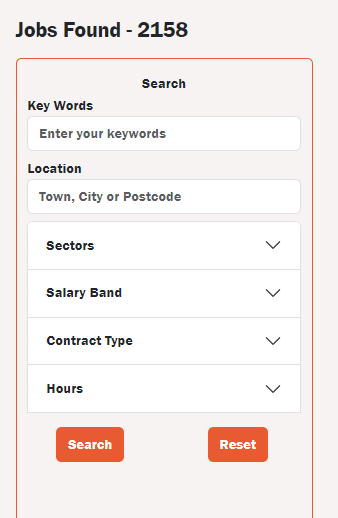 Jobs Found - 2158
Search
Key Words
Enter your keywords
Location
Town, City or Postcode
Sectors
Salary Band
Contract Type
Hours
Search Reset